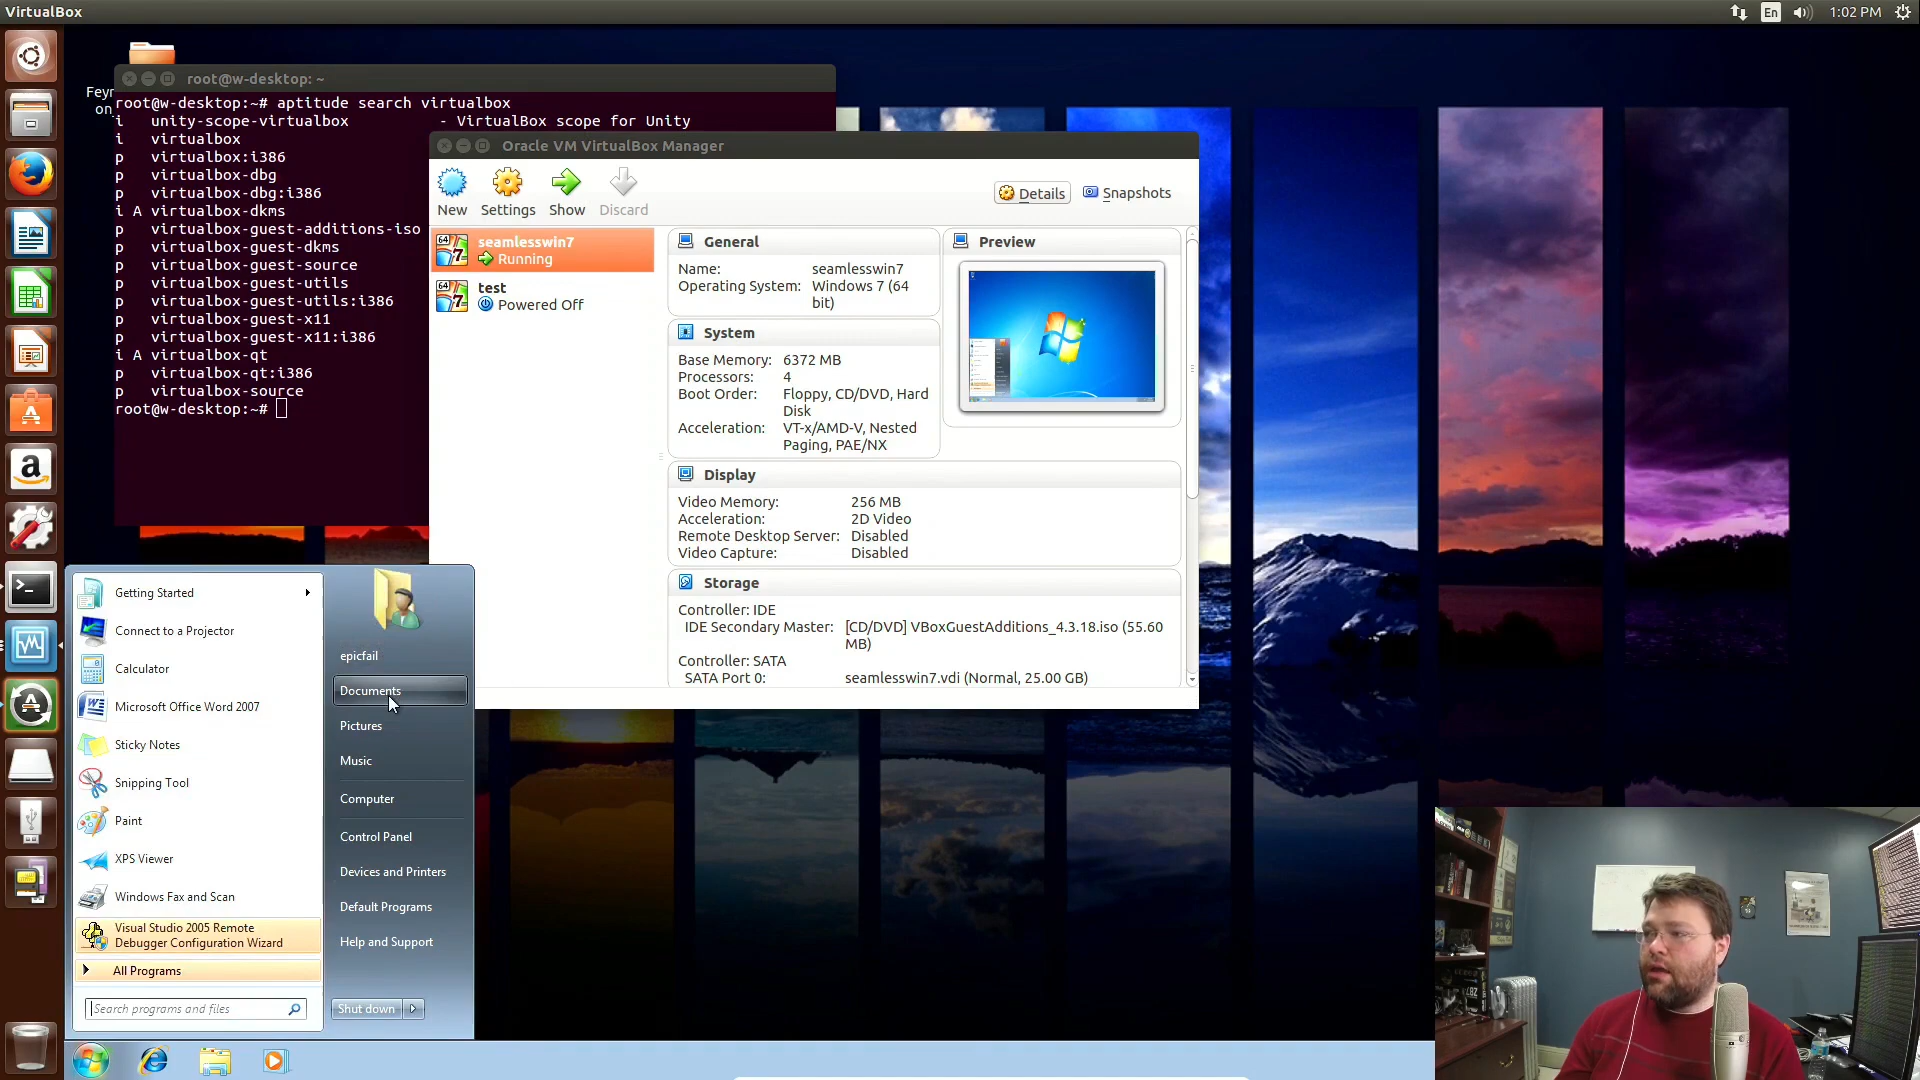 VirtualBox
En
1:02 PM
Feyn
on
root@w-desktop: ~
root@w-desktop:~# aptitude search virtualbox
i unity-scope-virtualbox - VirtualBox scope for Unity
i virtualbox
p virtualbox:i386
p virtualbox-dbg
p virtualbox-dbg:i386
i A virtualbox-dkms
p virtualbox-guest-additions-iso
p virtualbox-guest-dkms
p virtualbox-guest-source
p virtualbox-guest-utils
p virtualbox-guest-utils:i386
p virtualbox-guest-x11
p virtualbox-guest-x11:i386
i A virtualbox-qt
p virtualbox-qt:i386
p virtualbox-source
root@w-desktop:~#
Oracle VM VirtualBox Manager
New
Settings
Show
Discard
Details
Snapshots
64
seamlesswin7
Running
64
test
Powered Off
General
Name: seamlesswin7
Operating System: Windows 7 (64
bit)
System
Base Memory: 6372 MB
Processors: 4
Boot Order: Floppy, CD/DVD, Hard
Disk
Acceleration: VT-x/AMD-V, Nested
Paging, PAE/NX
Preview
Display
Video Memory: 256 MB
Acceleration: 2D Video
Remote Desktop Server: Disabled
Video Capture: Disabled
Storage
Controller: IDE
IDE Secondary Master: [CD/DVD] VBoxGuestAdditions_4.3.18.iso (55.60
MB)
Controller: SATA
SATA Port 0: seamlesswin7.vdi (Normal, 25.00 GB)
Getting Started
Connect to a Projector
Calculator
Microsoft Office Word 2007
Sticky Notes
Snipping Tool
Paint
XPS Viewer
Windows Fax and Scan
Visual Studio 2005 Remote
Debugger Configuration Wizard
All Programs
Search programs and files
epicfail
Documents
Pictures
Music
Computer
Control Panel
Devices and Printers
Default Programs
Help and Support
Shut down